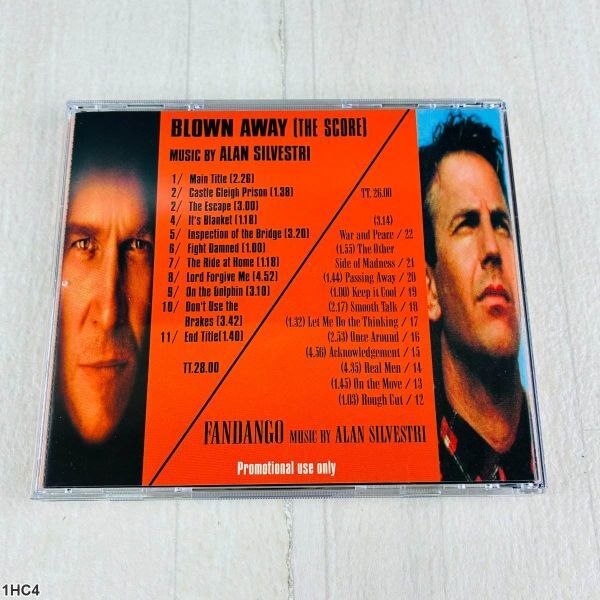 BLOWN AWAY (THE SCORE)
MUSIC BY ALAN SILVESTRI
1/ Main Title (2.26)
2/ Castle Gleigh Prison (1.38)
2/ The Escape (3.00)
4/ It's Blanket (1.18)
5/ Inspection of the Bridge (3.20)
6/ Fight Damned (1.00)
7/ The Ride at Home (1.18)
8/ Lord Forgive Me (4.52)
9/ On the Dolphin (3.10)
10/ Don't Use the
Brakes (3.42)
11/ End Title(1.40)
TT.28.00
TT. 26.00
(3.14)
War and Peace / 22
(1.55) The Other
Side of Madness / 21
(1.44) Passing Away / 20
(1.00) Keep it Cool / 19
(2.17) Smooth Talk / 18
(1.32) Let Me Do the Thinking / 17
(2.53) Once Around / 16
(4.56) Acknowledgement / 15
(4.35) Real Men / 14
(1.45) On the Move / 13
(1.03) Rough Cut / 12
FANDANGO MUSIC BY ALAN SILVESTRI
Promotional use only
1HC4